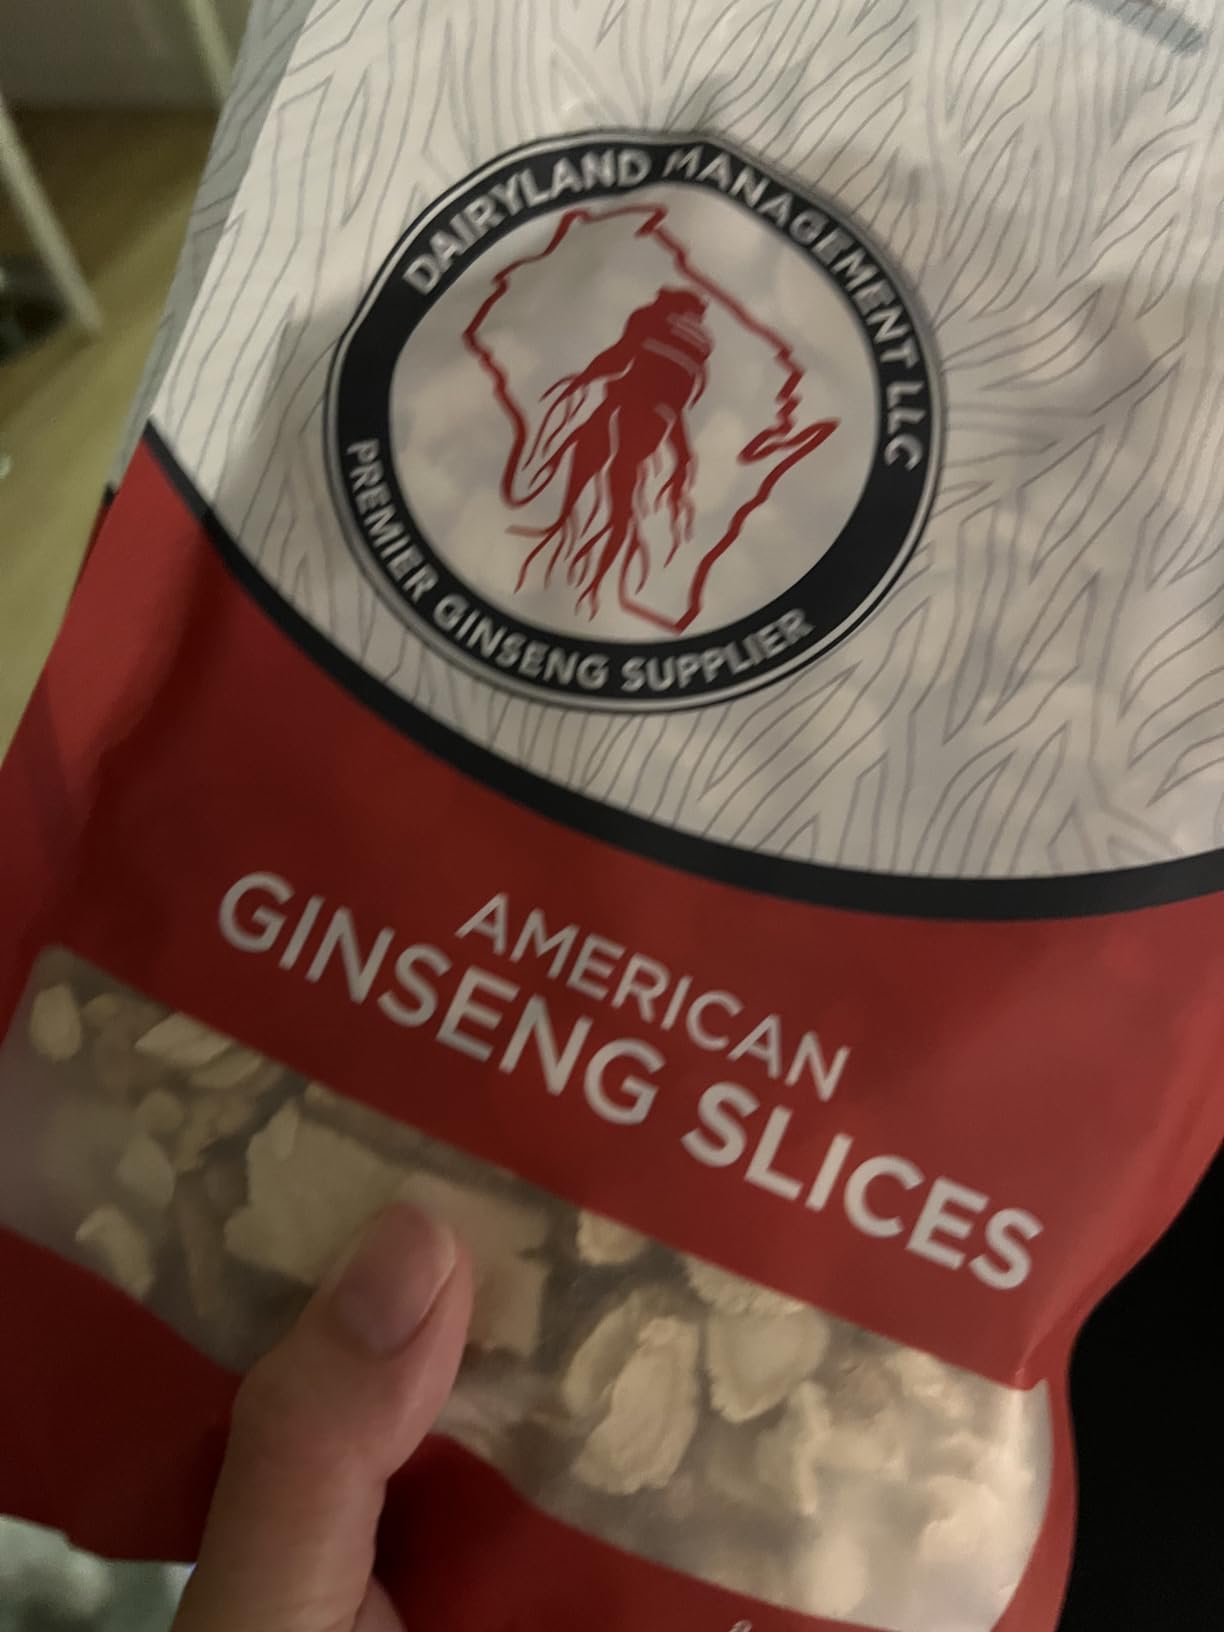 DAIRYLAND MANAGEMENT LLC
PREMIER GINSENG SUPPLIER
AMERICAN
GINSENG SLICES